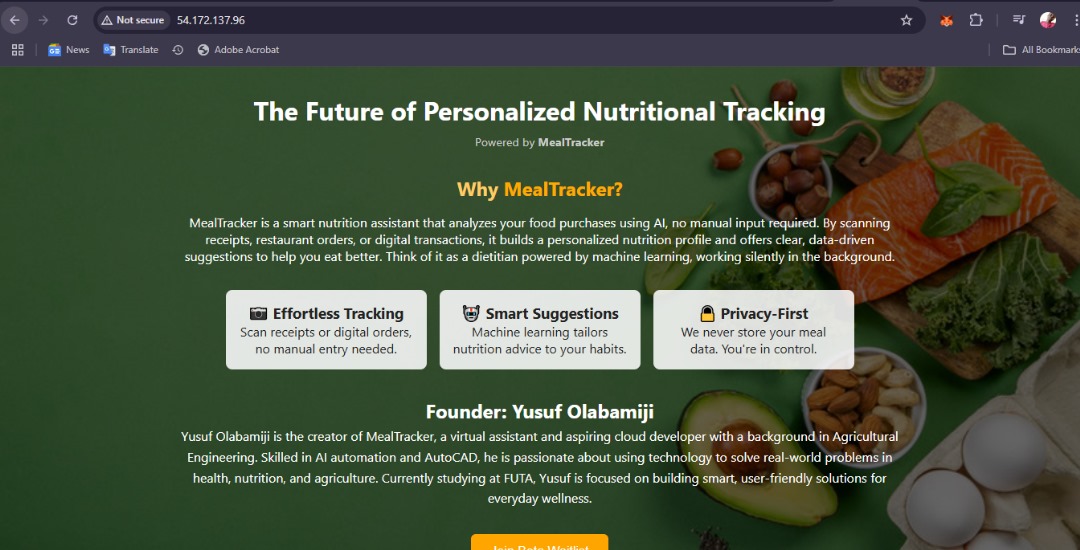 Not secure 54.172.137.96
News Translate Adobe Acrobat All Bookmarks
The Future of Personalized Nutritional Tracking
Powered by MealTracker
Why MealTracker?
MealTracker is a smart nutrition assistant that analyzes your food purchases using AI, no manual input required. By scanning
receipts, restaurant orders, or digital transactions, it builds a personalized nutrition profile and offers clear, data-driven
suggestions to help you eat better. Think of it as a dietitian powered by machine learning, working silently in the background.
Effortless Tracking
Scan receipts or digital orders,
no manual entry needed.
Smart Suggestions
Machine learning tailors
nutrition advice to your habits.
Privacy-First
We never store your meal
data. You're in control.
Founder: Yusuf Olabamiji
Yusuf Olabamiji is the creator of MealTracker, a virtual assistant and aspiring cloud developer with a background in Agricultural
Engineering. Skilled in AI automation and AutoCAD, he is passionate about using technology to solve real-world problems in
health, nutrition, and agriculture. Currently studying at FUTA, Yusuf is focused on building smart, user-friendly solutions for
everyday wellness.
Join Beta Waitlist